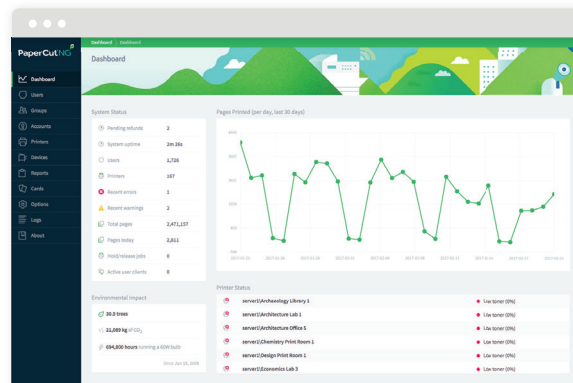 PaperCutNG
Dashboard
Users
Groups
Accounts
Printers
Devices
Reports
Cards
Options
Logs
About
Dashboard Dashboard
Dashboard
System Status
Pending refunds 2
System uptime 2m 36s
Users 1,726
Printers 167
Recent errors 1
Recent warnings 2
Total pages 2,471,157
Pages today 2,811
Hold/release jobs 0
Active user clients 0
Environmental Impact
20.0 trees
21,089 kg of CO₂
694,800 hours running a 60W bulb
Pages Printed (per day, last 30 days)
Printer Status
server1\Archaeology Library 1 Low toner (0%)
server1\Architecture Lab 1 Low toner (0%)
server1\Architecture Office 5 Low toner (0%)
server1\Chemistry Print Room 1 Low toner (0%)
server1\Design Print Room 1 Low toner (0%)
server1\Economics Lab 3 Low toner (0%)